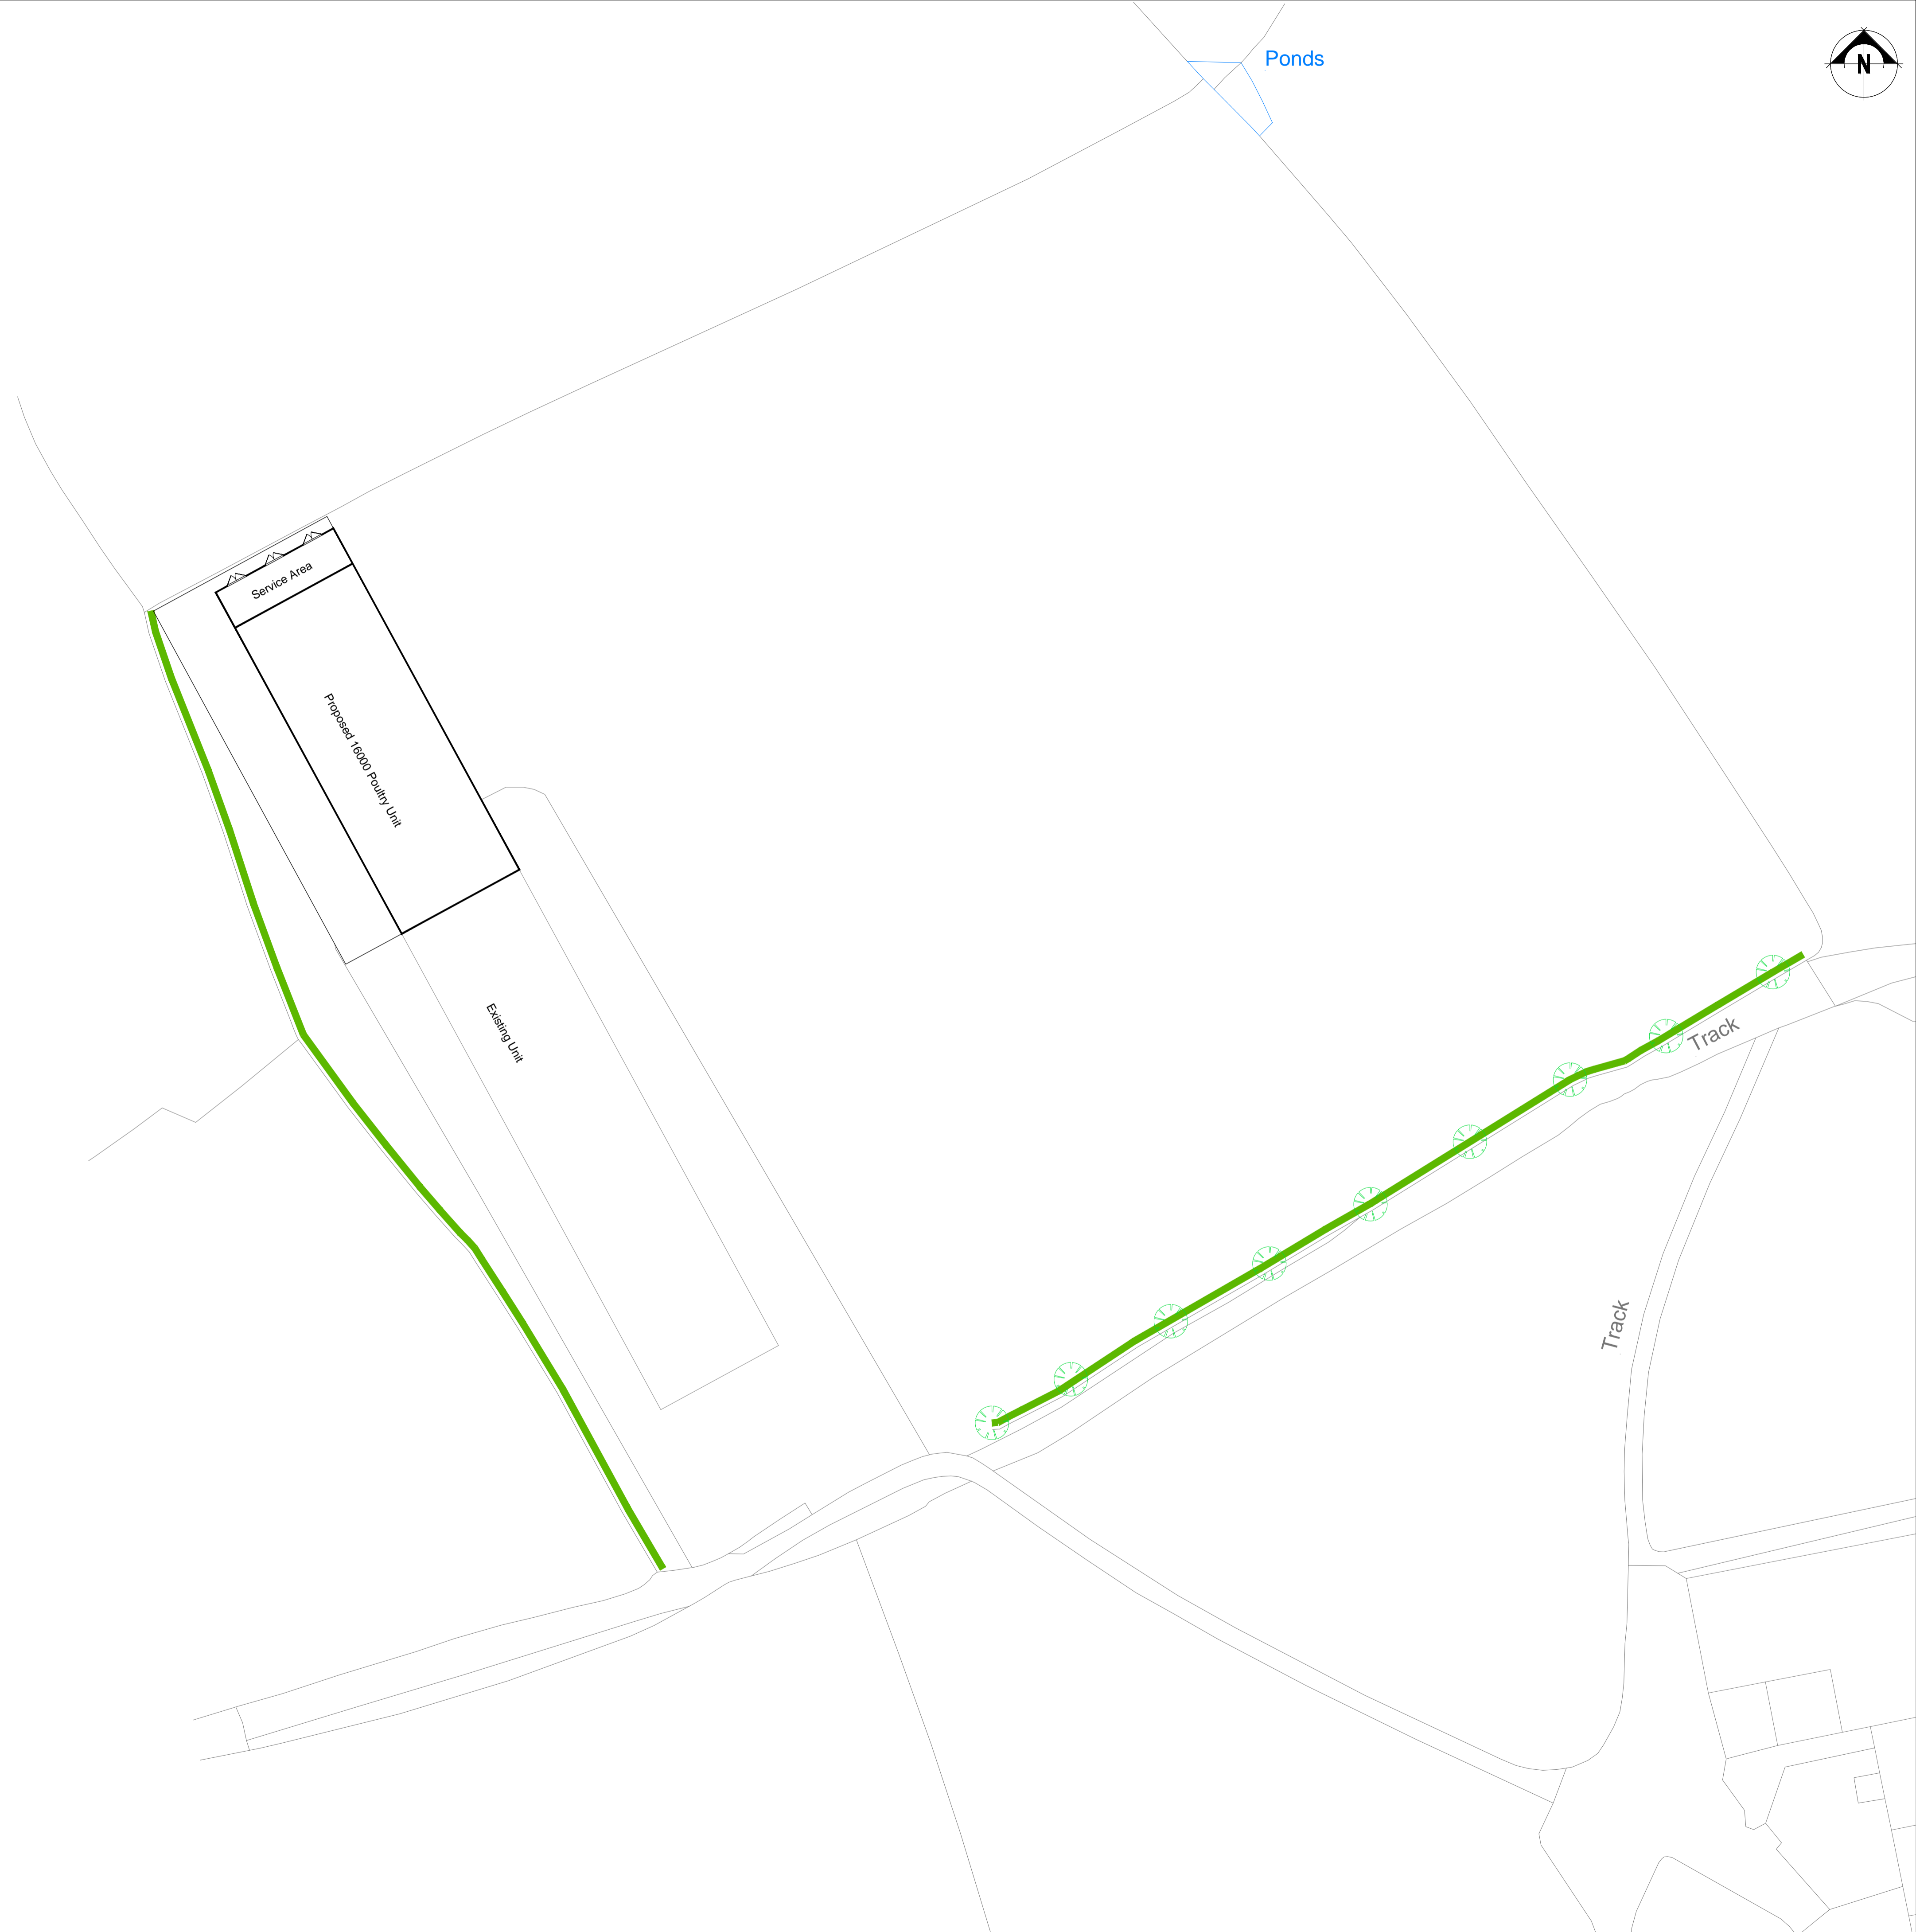 Ponds
N
Service Area
Proposed 16000 Poultry Unit
Existing Unit
Track
Track